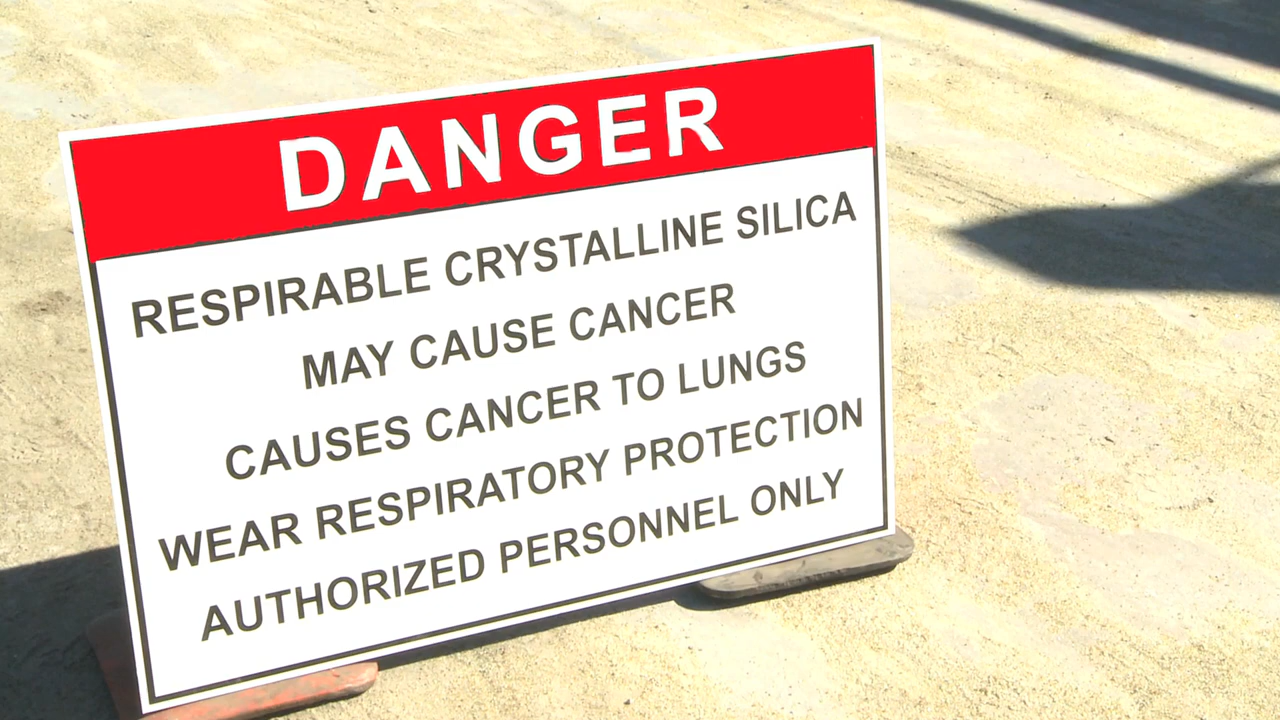 DANGER
RESPIRABLE CRYSTALLINE SILICA
MAY CAUSE CANCER
CAUSES CANCER TO LUNGS
WEAR RESPIRATORY PROTECTION
AUTHORIZED PERSONNEL ONLY